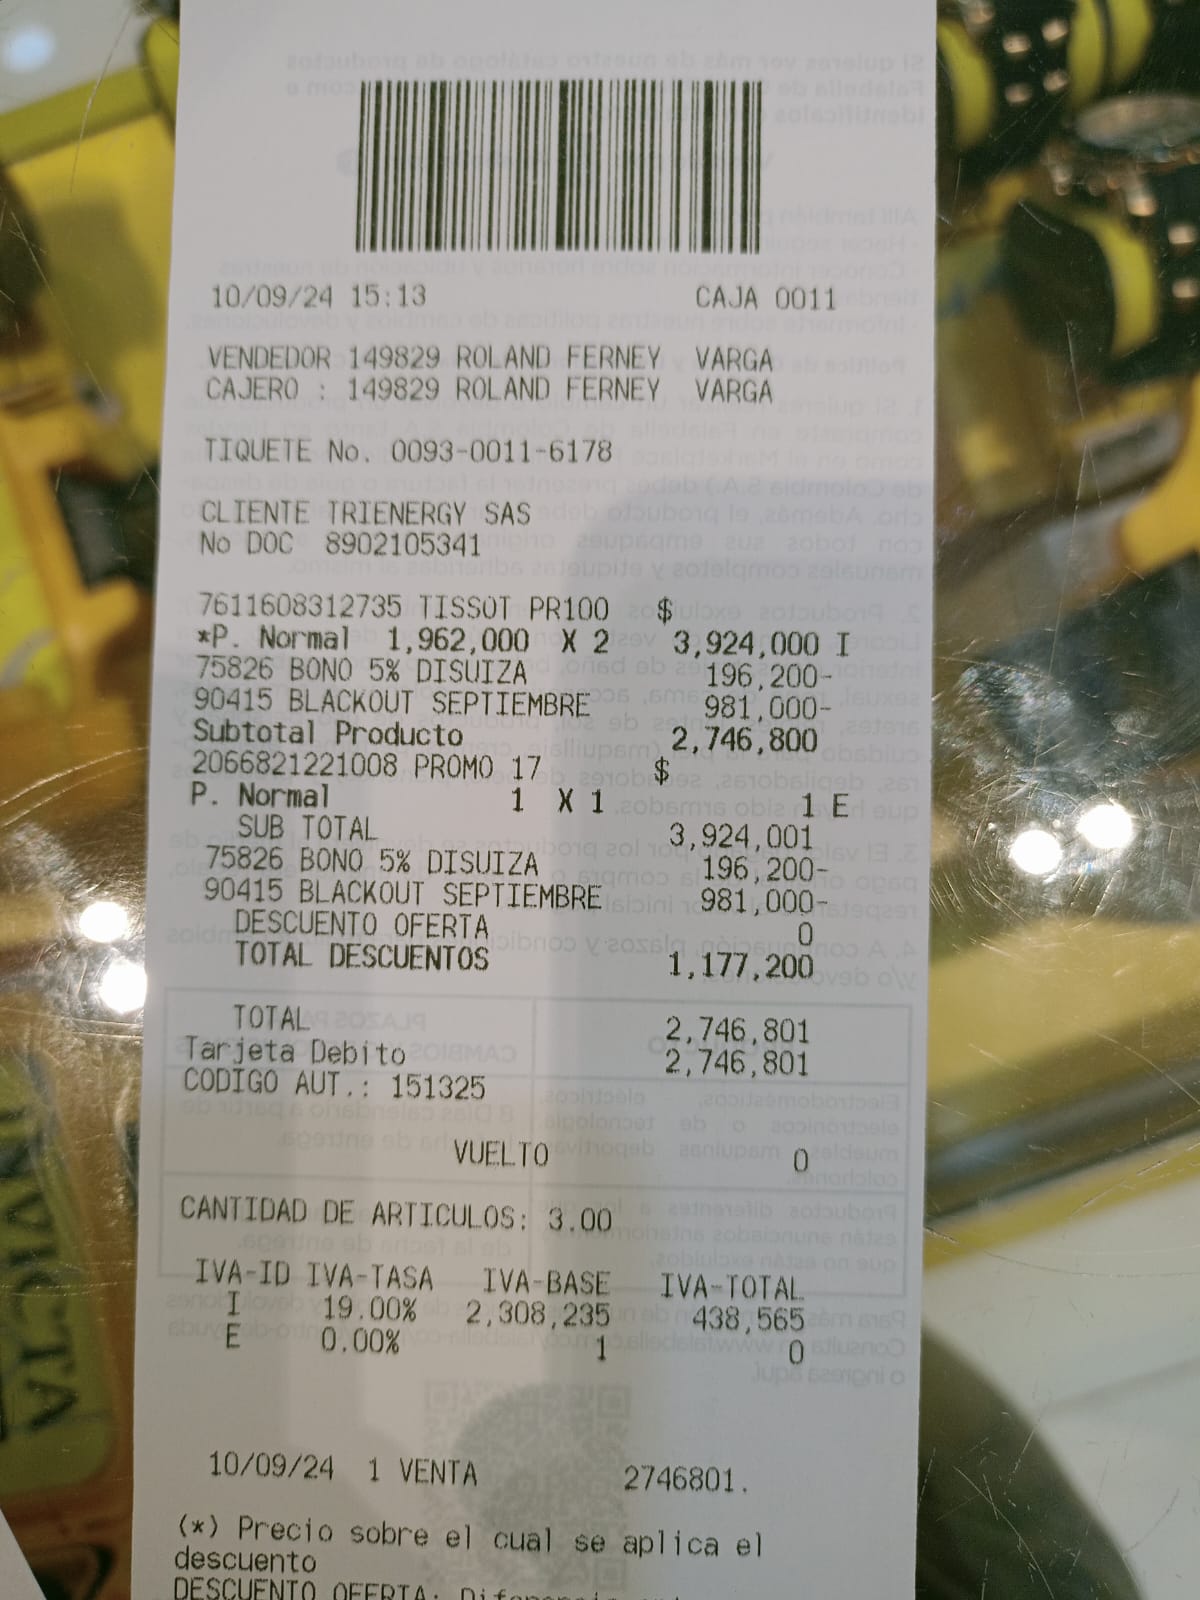 10/09/24 15:13 CAJA 0011
VENDEDOR 149829 ROLAND FERNEY VARGA
CAJERO : 149829 ROLAND FERNEY VARGA
TIQUETE No. 0093-0011-6178
CLIENTE TRIENERGY SAS
No DOC 8902105341
7611608312735 TISSOT PR100 $
*P. Normal 1,962,000 X 2 3,924,000 I
75826 BONO 5% DISUIZA 196,200-
90415 BLACKOUT SEPTIEMBRE 981,000-
Subtotal Producto 2,746,800
2066821221008 PROMO 17 $
P. Normal 1 X 1 1 E
SUB TOTAL 3,924,001
75826 BONO 5% DISUIZA 196,200-
90415 BLACKOUT SEPTIEMBRE 981,000-
DESCUENTO OFERTA 0
TOTAL DESCUENTOS 1,177,200
TOTAL 2,746,801
Tarjeta Debito 2,746,801
CODIGO AUT.: 151325
VUELTO 0
CANTIDAD DE ARTICULOS: 3.00
IVA-ID IVA-TASA IVA-BASE IVA-TOTAL
I 19.00% 2,308,235 438,565
E 0.00% 1 0
10/09/24 1 VENTA 2746801.
(*) Precio sobre el cual se aplica el
descuento
DESCUENTO OFERTA:
INVICTA